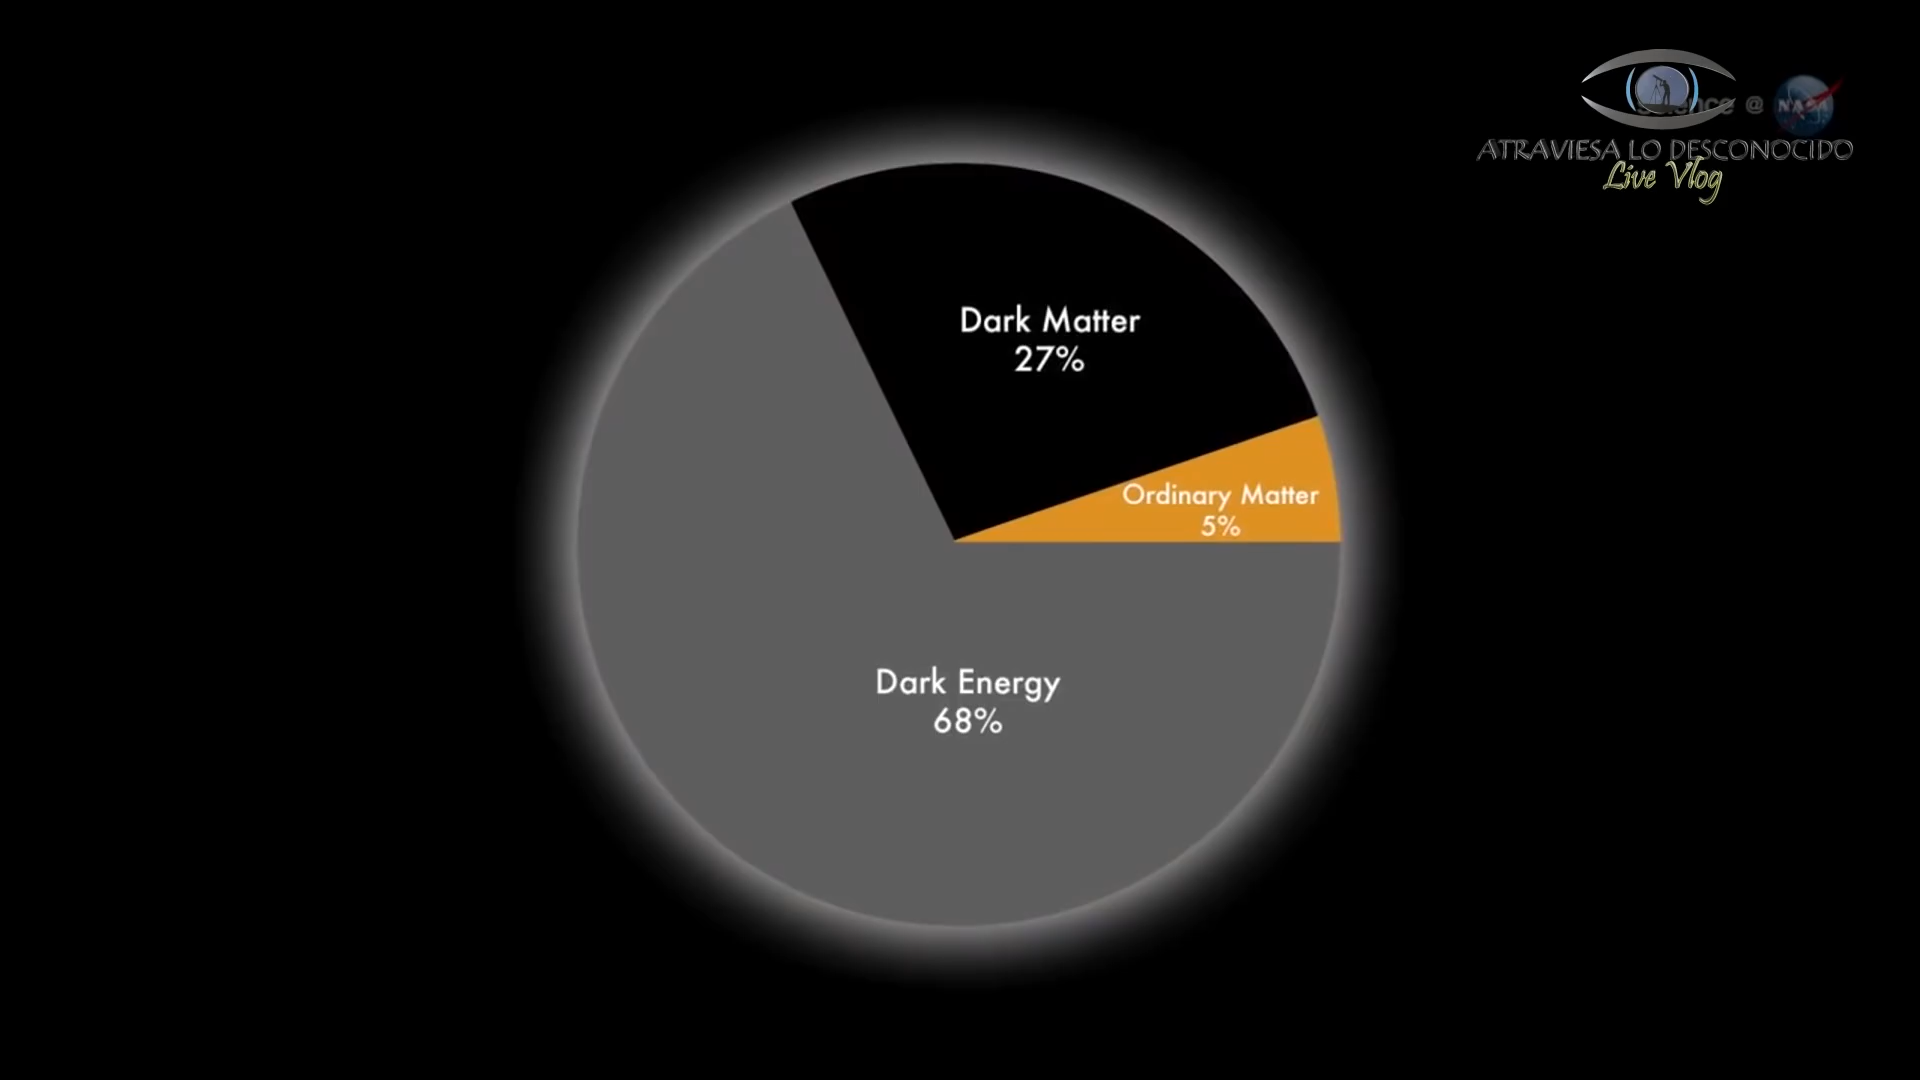 @ NASA
ATRAVIESA LO DESCONOCIDO
Live Vlog
Dark Matter
27%
Ordinary Matter
5%
Dark Energy
68%